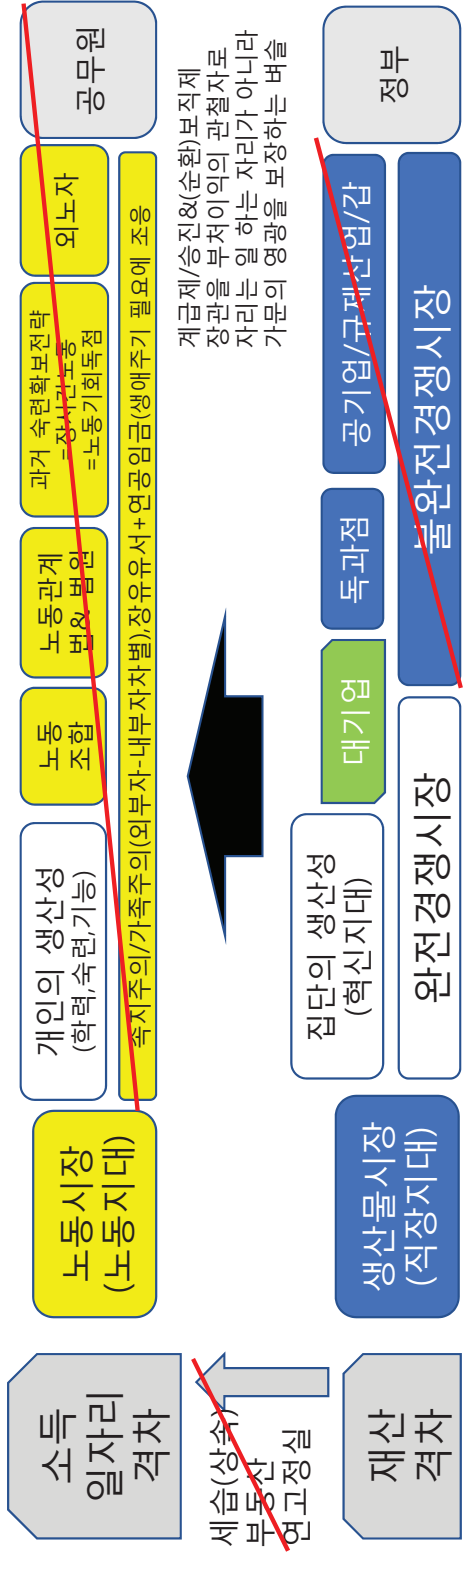 소득
일자리
격차
노동시장
(노동지대)
개인의 생산성
(학력,숙련,기능)
노동
조합
노동관계
법& 법원
과거 숙련확보전략
=장시간노동
=노동기회독점
외노자
공무원
족지주의/가족주의(외부자-내부자차별),장유유서+연공임금(생애주기 필요에 조응
세습(상속)
부동산
연고정실
계급제/승진&(순환)보직제
장관을 부처이익의 관철자로
자리는 일 하는 자리가 아니라
가문의 영광을 보장하는 벼슬
재산
격차
생산물시장
(직장지대)
집단의 생산성
(혁신지대)
대기업
독과점
공기업/규제산업/갑
정부
완전경쟁시장
불완전경쟁시장